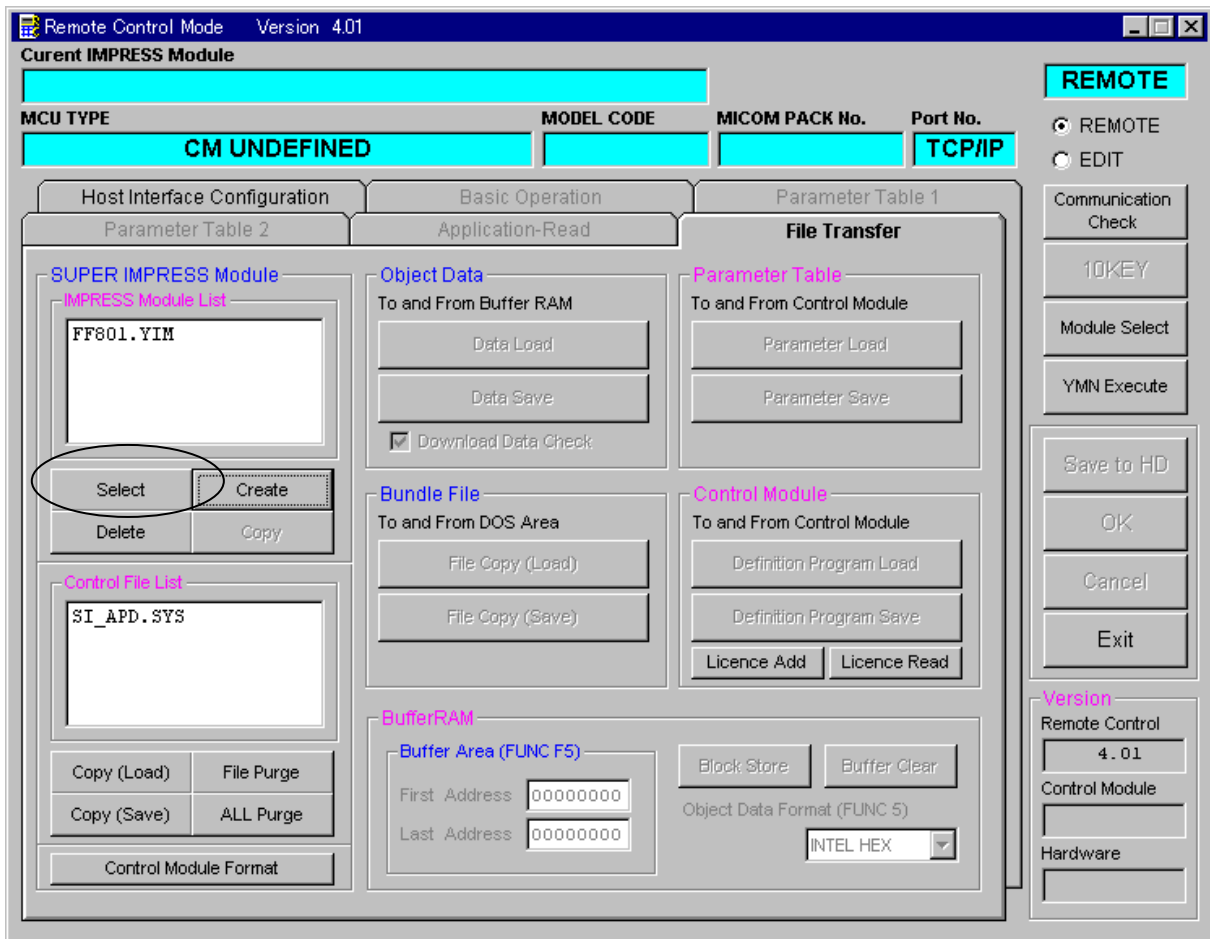 Remote Control Mode Version 4.01
Curent IMPRESS Module
REMOTE
MCU TYPE MODEL CODE MICOM PACK No. Port No.
CM UNDEFINED TCP/IP
REMOTE
EDIT
Host Interface Configuration Basic Operation Parameter Table 1
Parameter Table 2 Application-Read File Transfer
SUPER IMPRESS Module
IMPRESS Module List
FF801.YIM
Select Create
Delete Copy
Control File List
SI_APD.SYS
Copy (Load) File Purge
Copy (Save) ALL Purge
Control Module Format
Object Data
To and From Buffer RAM
Data Load
Data Save
Download Data Check
Parameter Table
To and From Control Module
Parameter Load
Parameter Save
Bundle File
To and From DOS Area
File Copy (Load)
File Copy (Save)
Control Module
To and From Control Module
Definition Program Load
Definition Program Save
Licence Add Licence Read
BufferRAM
Buffer Area (FUNC F5)
First Address 00000000
Last Address 00000000
Block Store Buffer Clear
Object Data Format (FUNC 5)
INTEL HEX
Communication
Check
10KEY
Module Select
YMN Execute
Save to HD
OK
Cancel
Exit
Version
Remote Control
4.01
Control Module
Hardware